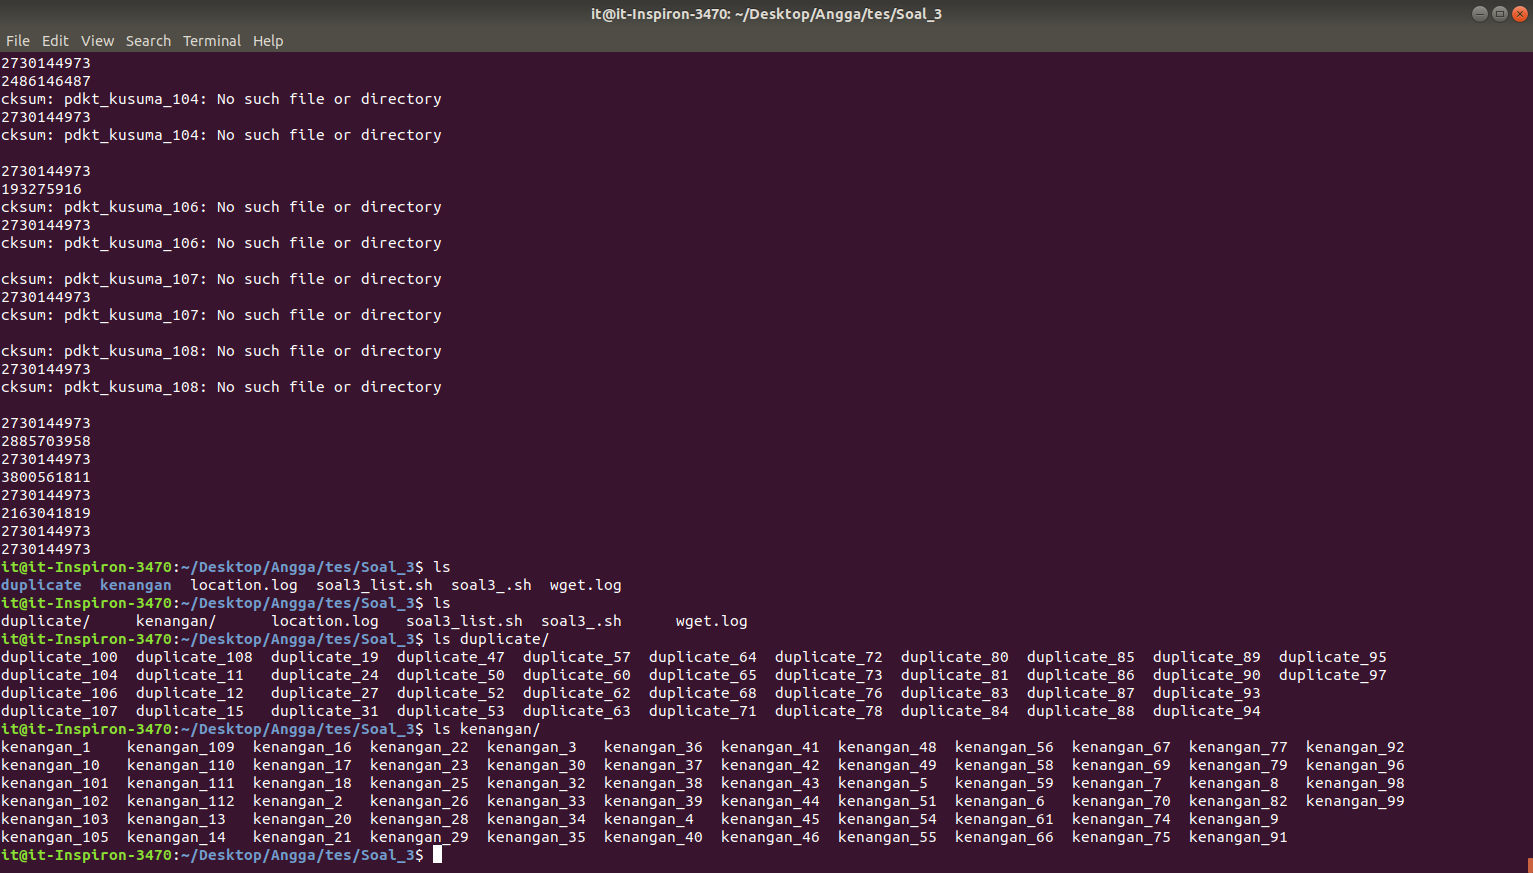 it@it-Inspiron-3470: ~/Desktop/Angga/tes/Soal_3
File Edit View Search Terminal Help
2730144973
2486146487
cksum: pdkt_kusuma_104: No such file or directory
2730144973
cksum: pdkt_kusuma_104: No such file or directory

2730144973
193275916
cksum: pdkt_kusuma_106: No such file or directory
2730144973
cksum: pdkt_kusuma_106: No such file or directory

cksum: pdkt_kusuma_107: No such file or directory
2730144973
cksum: pdkt_kusuma_107: No such file or directory

cksum: pdkt_kusuma_108: No such file or directory
2730144973
cksum: pdkt_kusuma_108: No such file or directory

2730144973
2885703958
2730144973
3800561811
2730144973
2163041819
2730144973
2730144973
it@it-Inspiron-3470:~/Desktop/Angga/tes/Soal_3$ ls
duplicate  kenangan  location.log  soal3_list.sh  soal3_.sh  wget.log
it@it-Inspiron-3470:~/Desktop/Angga/tes/Soal_3$ ls
duplicate/     kenangan/      location.log   soal3_list.sh  soal3_.sh      wget.log
it@it-Inspiron-3470:~/Desktop/Angga/tes/Soal_3$ ls duplicate/
duplicate_100  duplicate_108  duplicate_19  duplicate_47  duplicate_57  duplicate_64  duplicate_72  duplicate_80  duplicate_85  duplicate_89  duplicate_95
duplicate_104  duplicate_11   duplicate_24  duplicate_50  duplicate_60  duplicate_65  duplicate_73  duplicate_81  duplicate_86  duplicate_90  duplicate_97
duplicate_106  duplicate_12   duplicate_27  duplicate_52  duplicate_62  duplicate_68  duplicate_76  duplicate_83  duplicate_87  duplicate_93
duplicate_107  duplicate_15   duplicate_31  duplicate_53  duplicate_63  duplicate_71  duplicate_78  duplicate_84  duplicate_88  duplicate_94
it@it-Inspiron-3470:~/Desktop/Angga/tes/Soal_3$ ls kenangan/
kenangan_1    kenangan_109  kenangan_16  kenangan_22  kenangan_3   kenangan_36  kenangan_41  kenangan_48  kenangan_56  kenangan_67  kenangan_77  kenangan_92
kenangan_10   kenangan_110  kenangan_17  kenangan_23  kenangan_30  kenangan_37  kenangan_42  kenangan_49  kenangan_58  kenangan_69  kenangan_79  kenangan_96
kenangan_101  kenangan_111  kenangan_18  kenangan_25  kenangan_32  kenangan_38  kenangan_43  kenangan_5   kenangan_59  kenangan_7   kenangan_8   kenangan_98
kenangan_102  kenangan_112  kenangan_2   kenangan_26  kenangan_33  kenangan_39  kenangan_44  kenangan_51  kenangan_6   kenangan_70  kenangan_82  kenangan_99
kenangan_103  kenangan_13   kenangan_20  kenangan_28  kenangan_34  kenangan_4   kenangan_45  kenangan_54  kenangan_61  kenangan_74  kenangan_9
kenangan_105  kenangan_14   kenangan_21  kenangan_29  kenangan_35  kenangan_40  kenangan_46  kenangan_55  kenangan_66  kenangan_75  kenangan_91
it@it-Inspiron-3470:~/Desktop/Angga/tes/Soal_3$